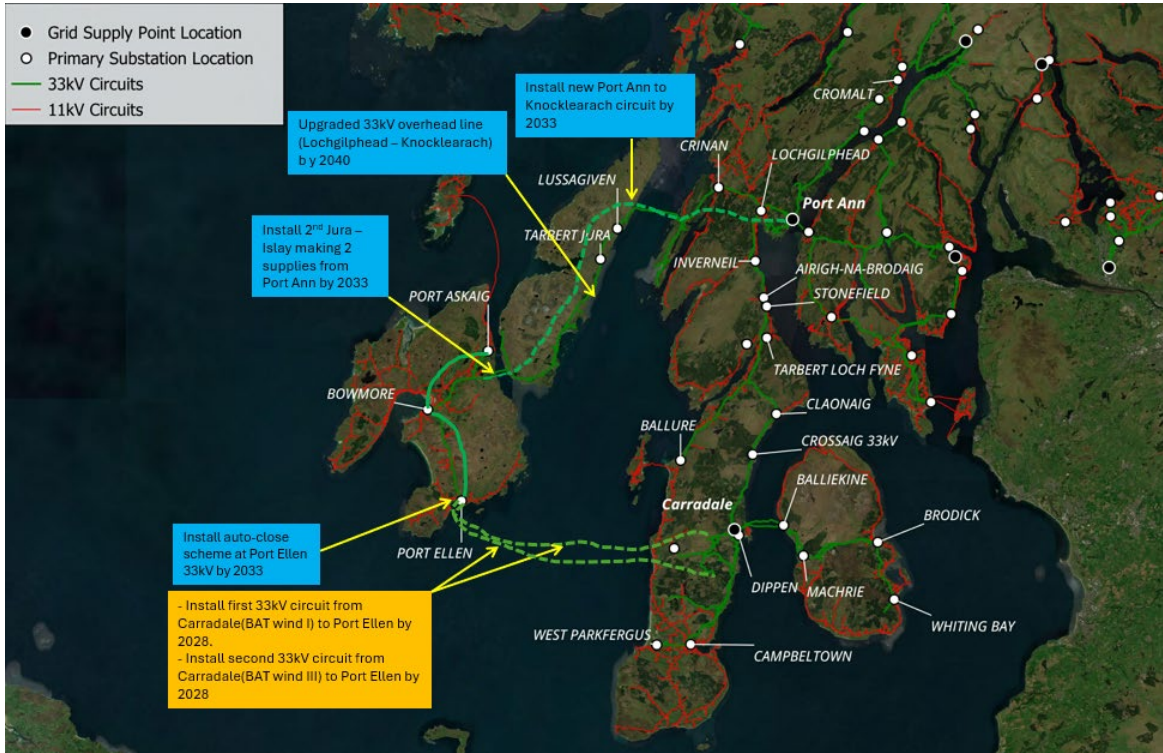 Grid Supply Point Location
Primary Substation Location
33kV Circuits
11kV Circuits
Install new Port Ann to
Knocklearach circuit by
2033
Upgraded 33kV overhead line
(Lochgilphead – Knocklearach)
b y 2040
CROMALT
CRINAN
LOCHGILPHEAD
LUSSAGIVEN
Port Ann
Install 2nd Jura –
Islay making 2
supplies from
Port Ann by 2033
TARBERT JURA
INVERNEIL
AIRIGH-NA-BRODAIG
STONEFIELD
PORT ASKAIG
TARBERT LOCH FYNE
BOWMORE
CLAONAIG
BALLURE
CROSSAIG 33kV
BALLIEKINE
Carradale
BRODICK
Install auto-close
scheme at Port Ellen
33kV by 2033
PORT ELLEN
DIPPEN
MACHRIE
- Install first 33kV circuit from
Carradale(BAT wind I) to Port Ellen by
2028.
- Install second 33kV circuit from
Carradale(BAT wind III) to Port Ellen by
2028
WHITING BAY
WEST PARKFERGUS
CAMPBELTOWN